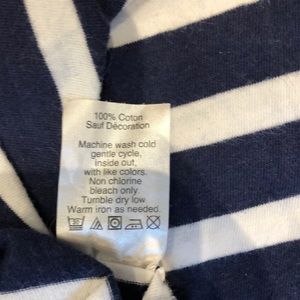 100% Coton
Sauf Décoration
Machine wash cold
gentle cycle,
inside out,
with like colors.
Non chlorine
bleach only
Tumble dry low
Warm iron as needed.